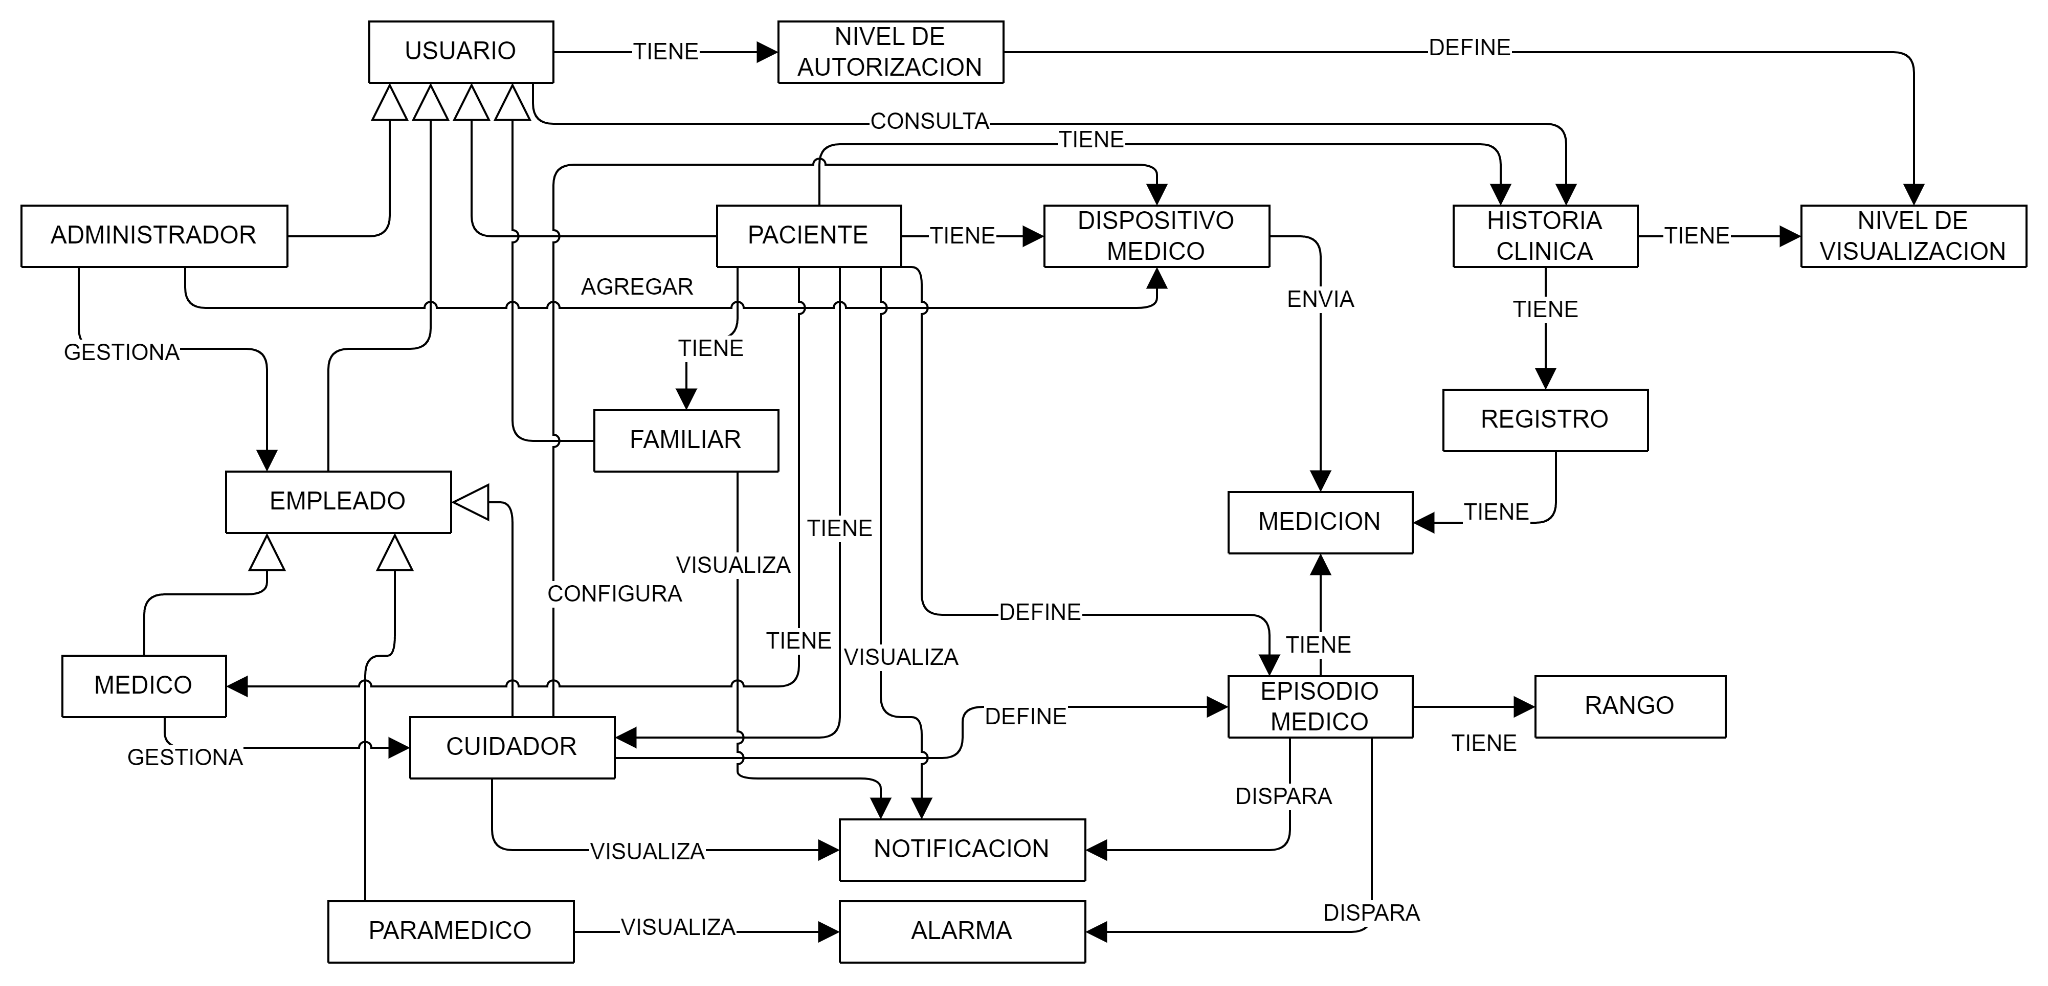 USUARIO
TIENE
NIVEL DE
AUTORIZACION
DEFINE
CONSULTA
TIENE
ADMINISTRADOR
PACIENTE
TIENE
DISPOSITIVO
MEDICO
HISTORIA
CLINICA
TIENE
NIVEL DE
VISUALIZACION
AGREGAR
ENVIA
TIENE
GESTIONA
TIENE
FAMILIAR
REGISTRO
EMPLEADO
TIENE
MEDICION
TIENE
VISUALIZA
CONFIGURA
DEFINE
TIENE
VISUALIZA
TIENE
MEDICO
EPISODIO
MEDICO
RANGO
DEFINE
TIENE
GESTIONA
CUIDADOR
DISPARA
VISUALIZA
NOTIFICACION
PARAMEDICO
VISUALIZA
ALARMA
DISPARA